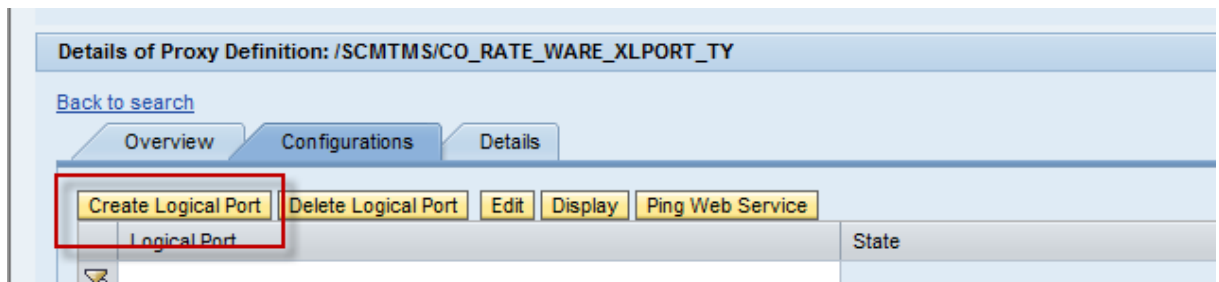 Details of Proxy Definition: /SCMTMS/CO_RATE_WARE_XLPORT_TY
Back to search
Overview Configurations Details
Create Logical Port Delete Logical Port Edit Display Ping Web Service
Logical Port State